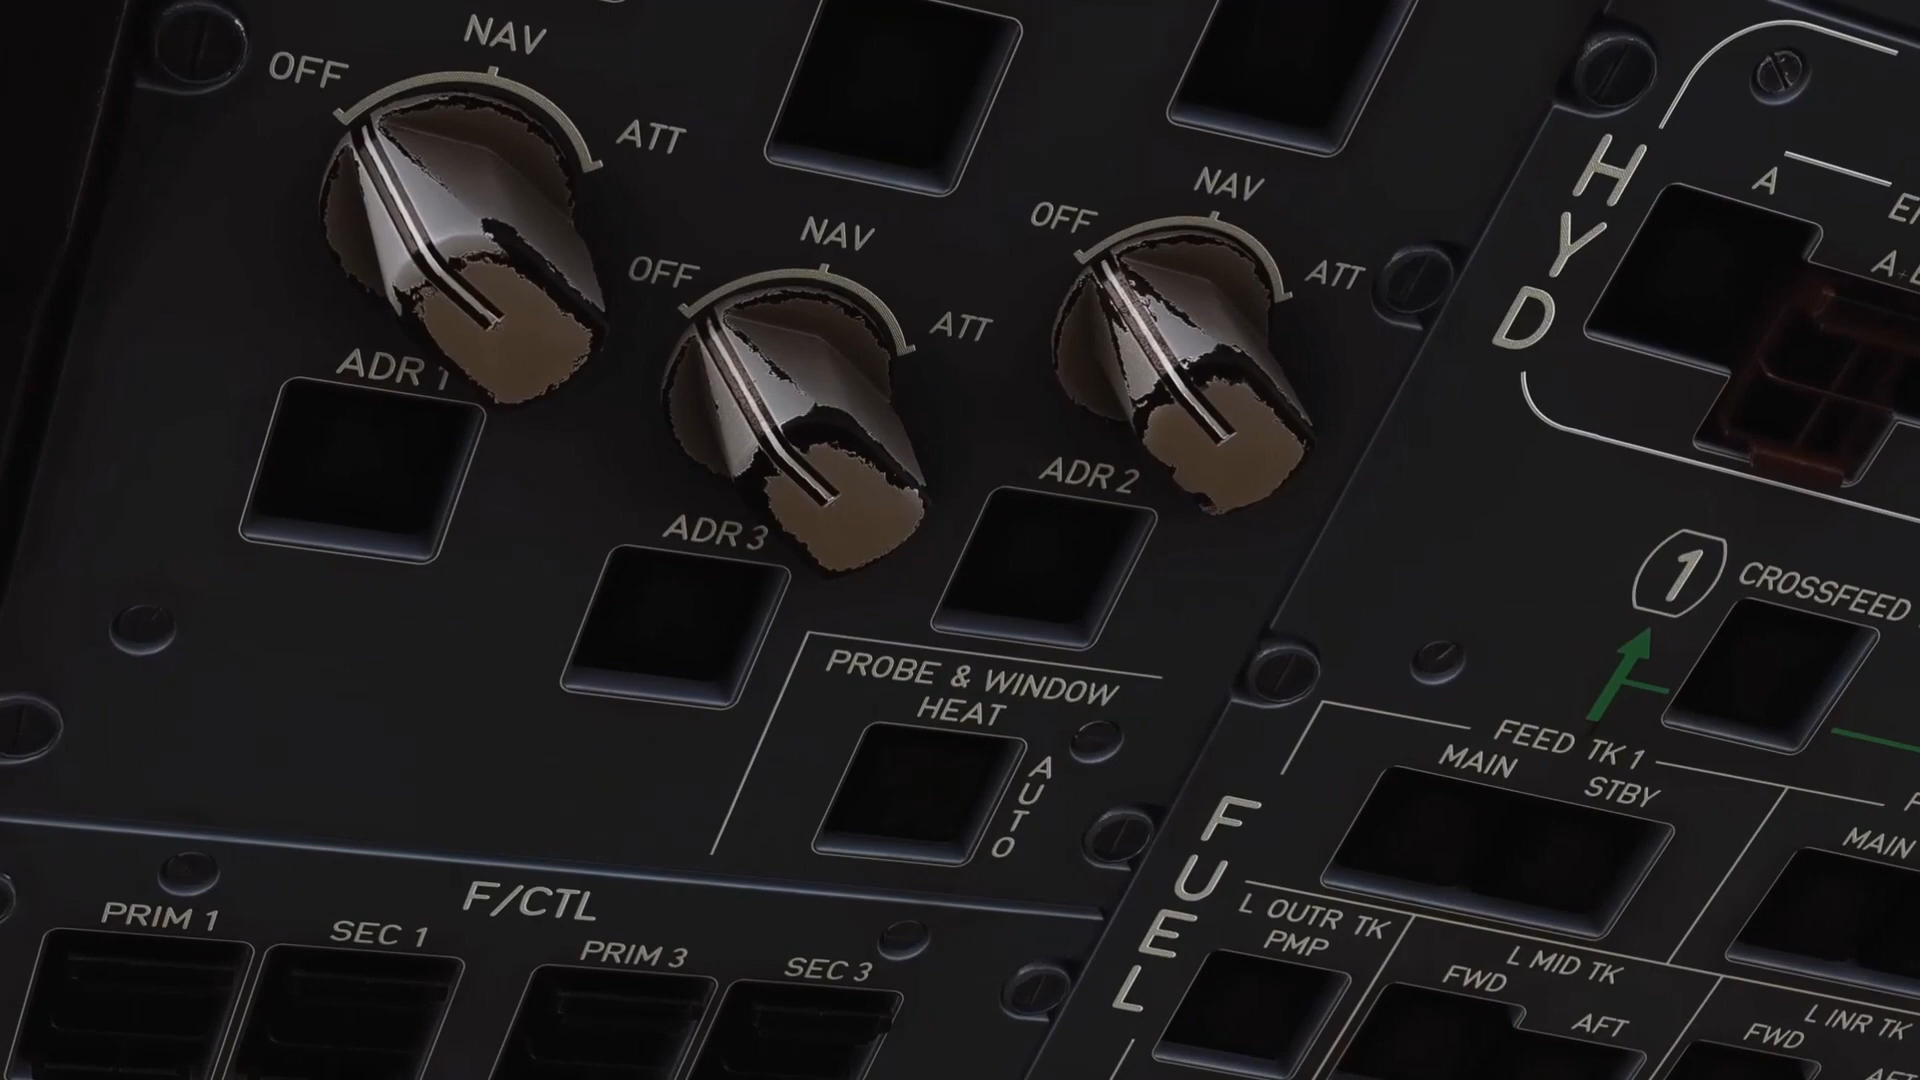 NAV
OFF
ATT
NAV
OFF
ATT
NAV
OFF
ATT
ADR 1
ADR 3
ADR 2
PROBE & WINDOW
HEAT
AUTO
F/CTL
PRIM 1
SEC 1
PRIM 3
SEC 3
HYD
A
1
CROSSFEED
FEED TK 1
MAIN
STBY
MAIN
FUEL
L OUTR TK
PMP
L MID TK
FWD
AFT
L INR TK
FWD